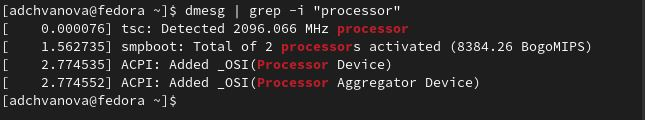 [adchvanova@fedora ~]$ dmesg | grep -i "processor"
[    0.000076] tsc: Detected 2096.066 MHz processor
[    1.562735] smpboot: Total of 2 processors activated (8384.26 BogoMIPS)
[    2.774535] ACPI: Added _OSI(Processor Device)
[    2.774552] ACPI: Added _OSI(Processor Aggregator Device)
[adchvanova@fedora ~]$